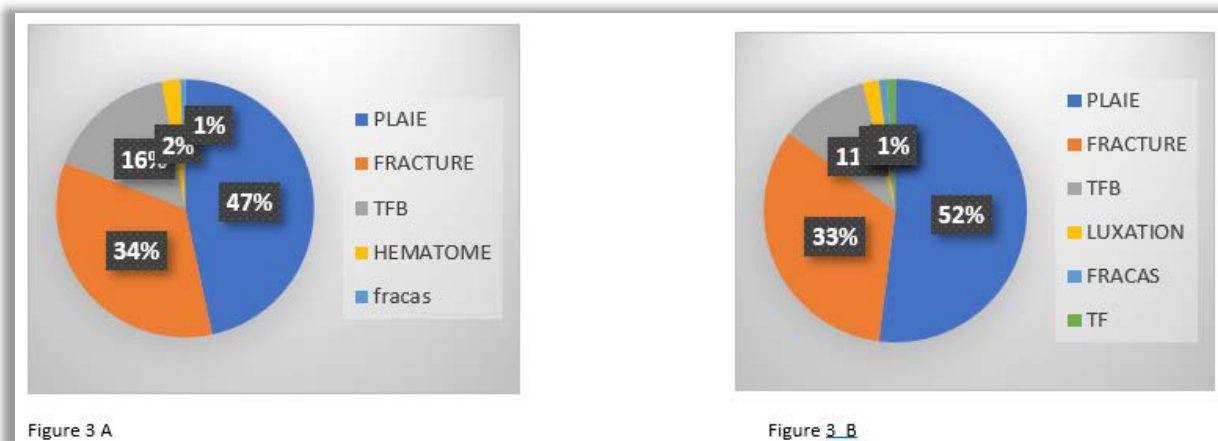 1%
2%
16%
47%
34%
PLAIE
FRACTURE
TFB
HEMATOME
fracas
Figure 3 A
1%
11
52%
33%
PLAIE
FRACTURE
TFB
LUXATION
FRACAS
TF
Figure 3 B